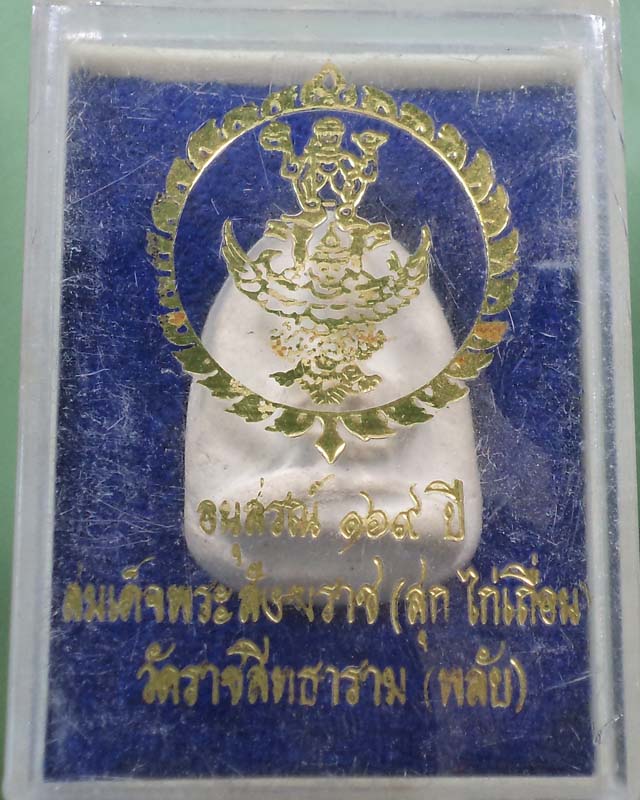 อนุสรณ์ ๑๖๙ ปี
สมเด็จพระสังฆราช (สุก ไก่เถื่อน)
วัดราชสิทธาราม (พลับ)